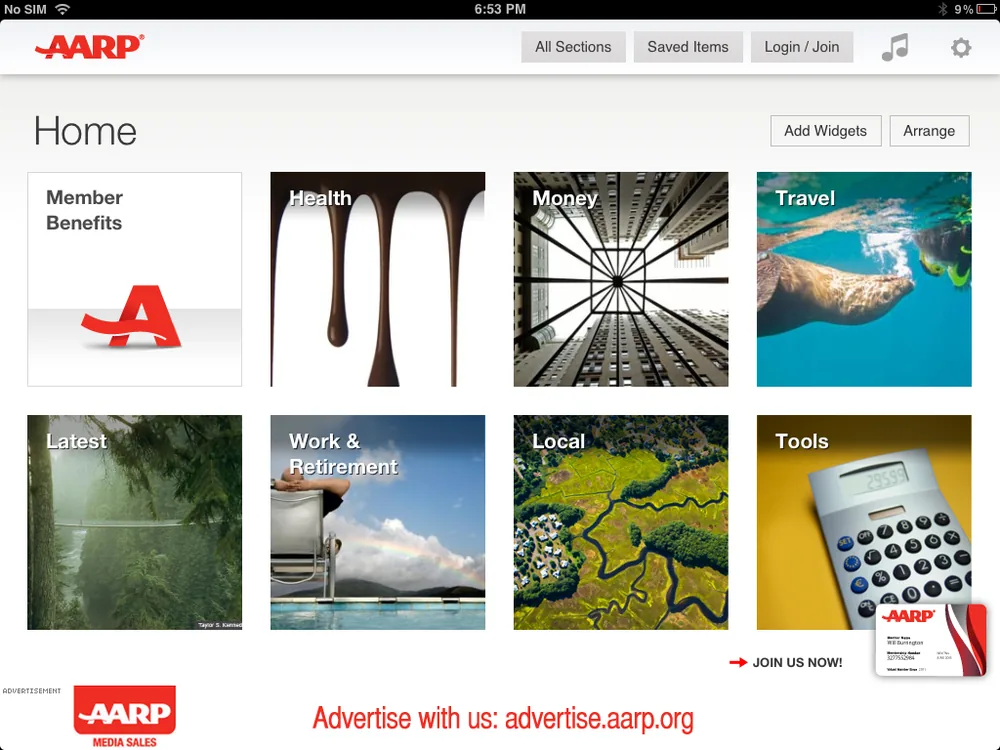 No SIM 6:53 PM 9%
AARP®
All Sections
Saved Items
Login / Join
Home
Add Widgets
Arrange
Member
Benefits
Health
Money
Travel
Latest
Work &
Retirement
Local
Tools
29599
JOIN US NOW!
AARP®
ADVERTISEMENT
AARP
MEDIA SALES
Advertise with us: advertise.aarp.org